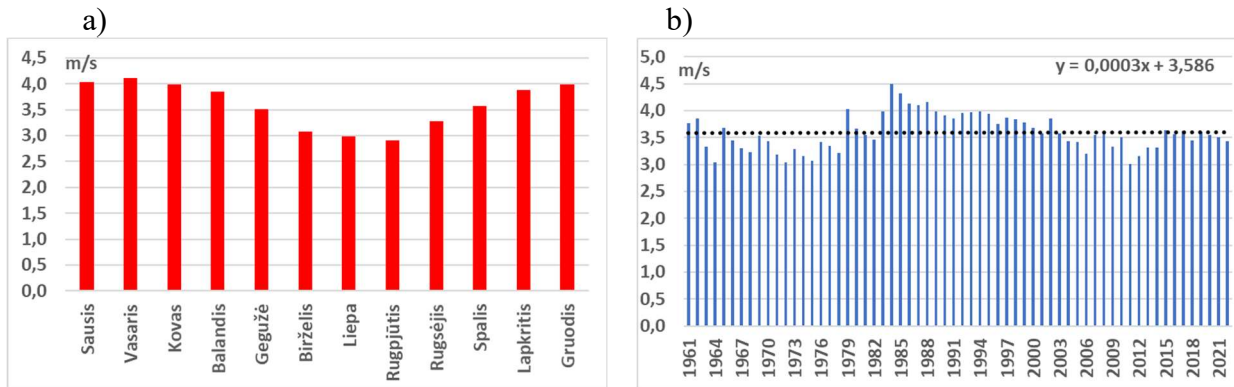 a)
4,5
m/s
4,0
3,5
3,0
2,5
2,0
1,5
1,0
0,5
0,0
Sausis
Vasaris
Kovas
Balandis
Gegužė
Birželis
Liepa
Rugpjūtis
Rugsėjis
Spalis
Lapkritis
Gruodis
b)
5,0
m/s
y = 0,0003x + 3,586
4,5
4,0
3,5
3,0
2,5
2,0
1,5
1,0
0,5
0,0
1961
1964
1967
1970
1973
1976
1979
1982
1985
1988
1991
1994
1997
2000
2003
2006
2009
2012
2015
2018
2021